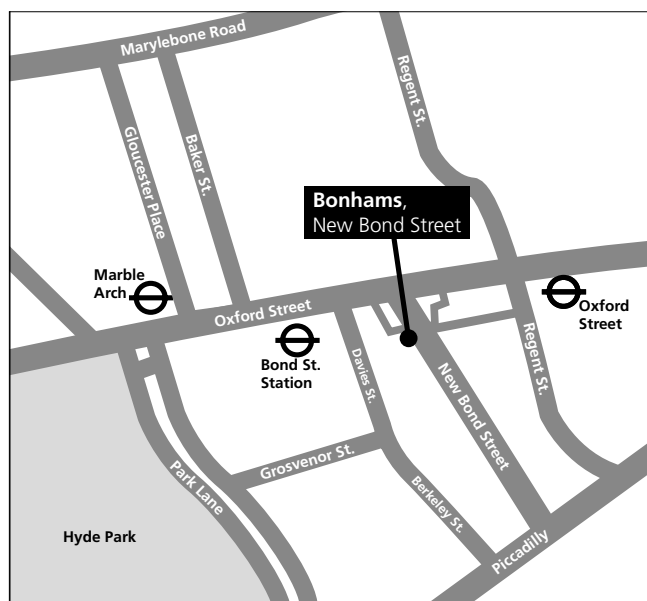 Marylebone Road
Regent St.
Gloucester Place
Baker St.
Bonhams,
New Bond Street
Marble
Arch
Oxford Street
Oxford
Street
Bond St.
Station
Davies St.
New Bond Street
Regent St.
Grosvenor St.
Park Lane
Berkeley St.
Hyde Park
Piccadilly